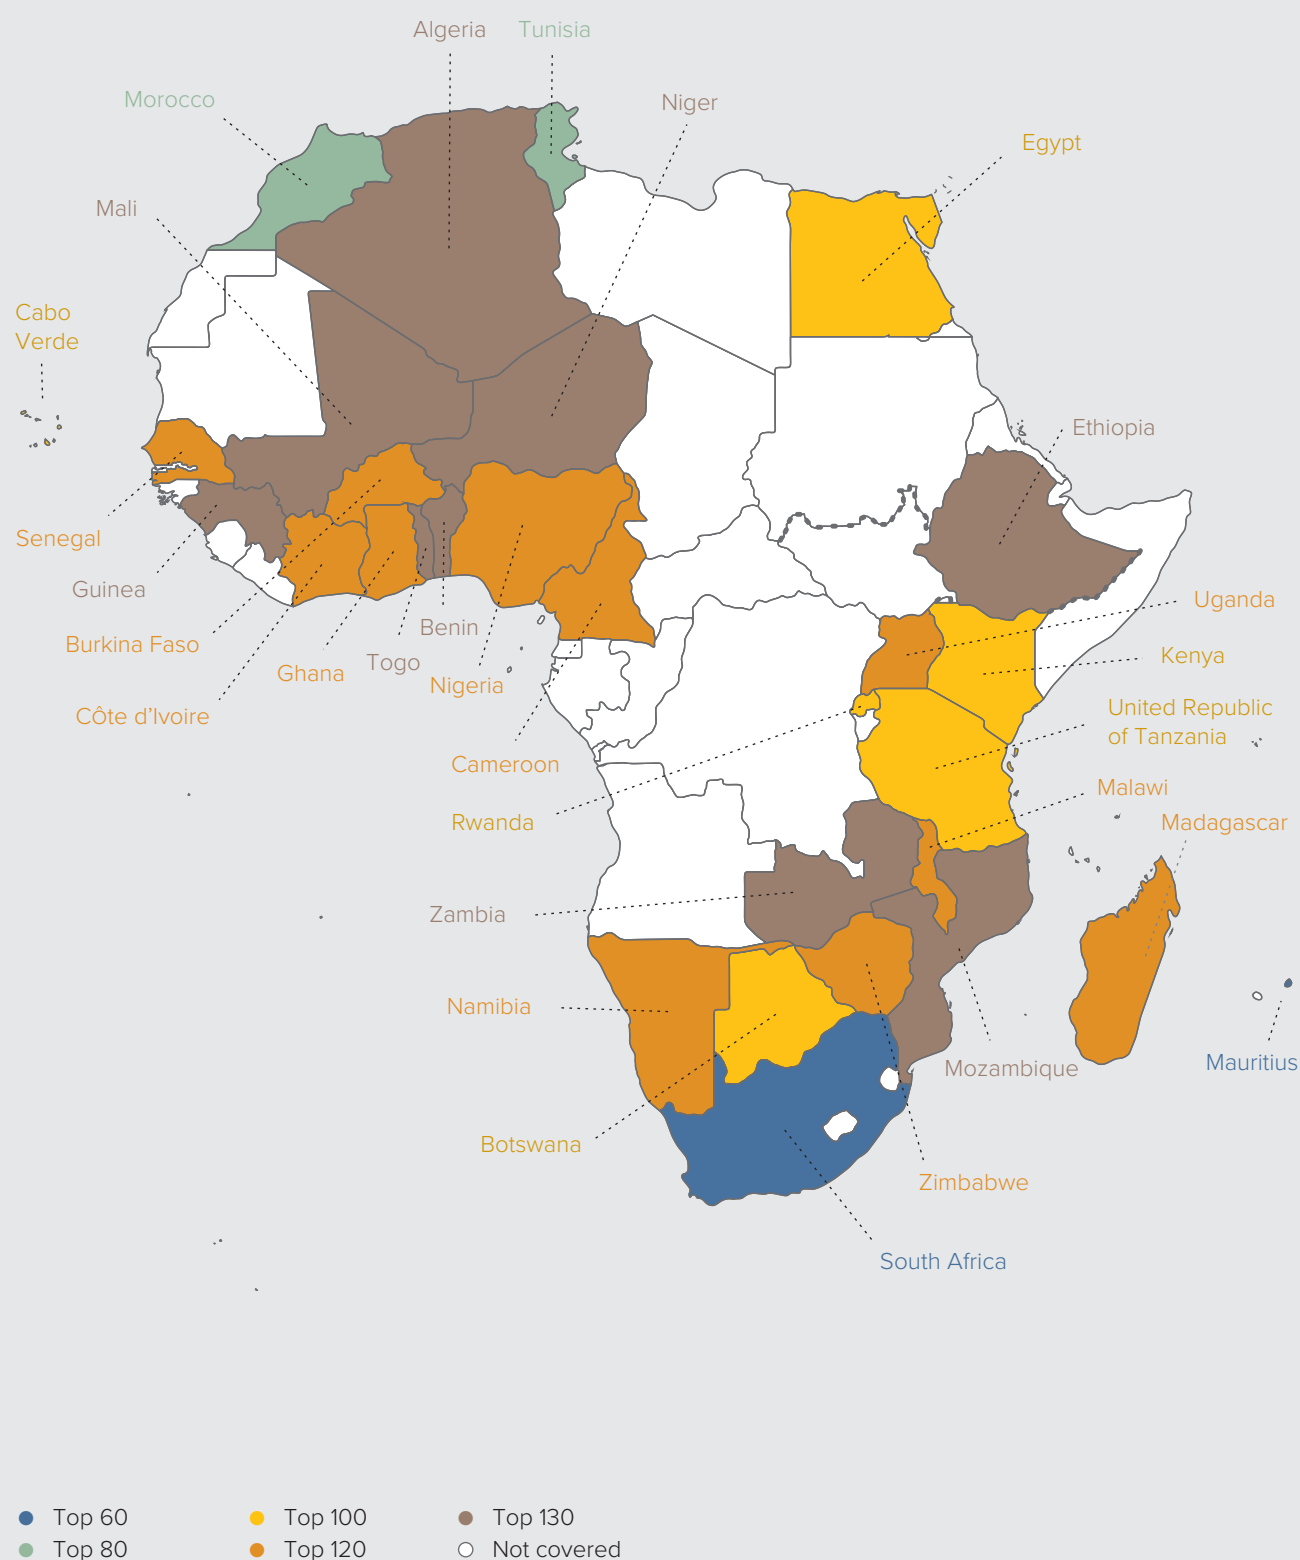 Algeria
Tunisia
Morocco
Niger
Egypt
Mali
Cabo
Verde
Ethiopia
Senegal
Guinea
Uganda
Benin
Burkina Faso
Kenya
Togo
Ghana
Nigeria
Côte d'Ivoire
United Republic
of Tanzania
Cameroon
Malawi
Rwanda
Madagascar
Zambia
Namibia
Mozambique
Mauritius
Botswana
Zimbabwe
South Africa
Top 60
Top 100
Top 130
Top 80
Top 120
Not covered